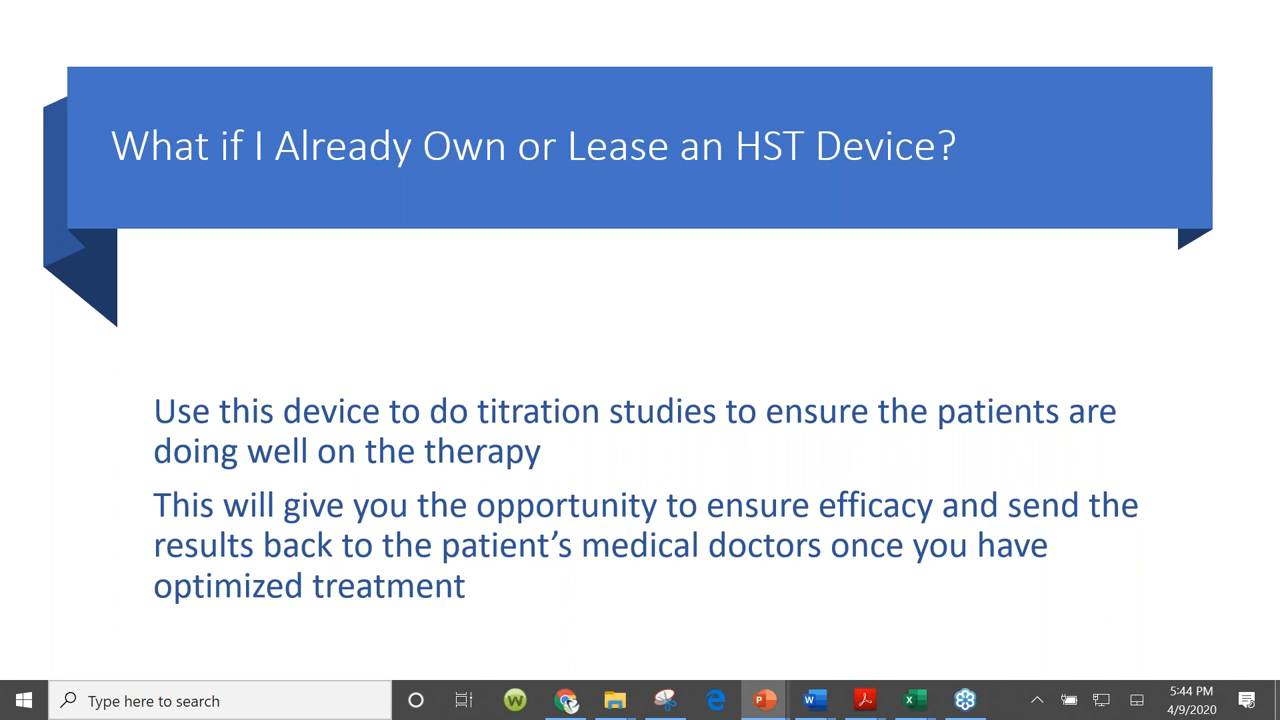 What if I Already Own or Lease an HST Device?
Use this device to do titration studies to ensure the patients are
doing well on the therapy
This will give you the opportunity to ensure efficacy and send the
results back to the patient’s medical doctors once you have
optimized treatment
Type here to search
5:44 PM
4/9/2020